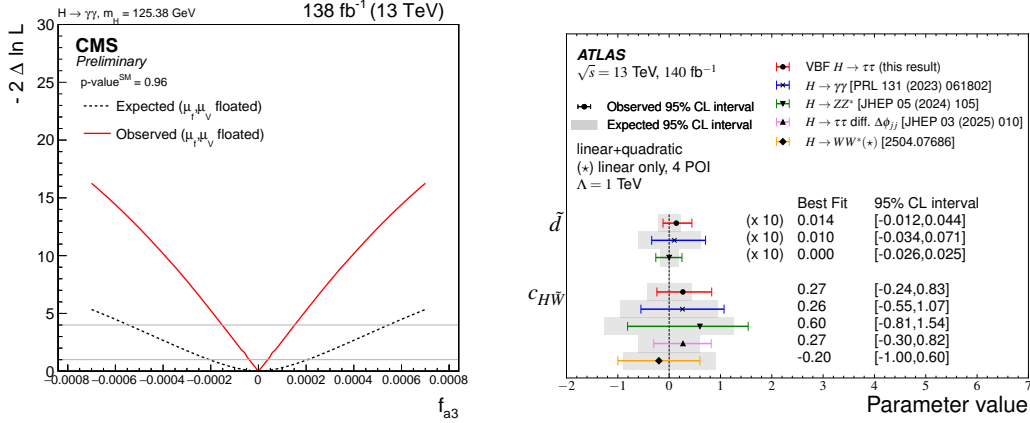 H → γγ, m_H = 125.38 GeV
138 fb⁻¹ (13 TeV)
CMS
Preliminary
p-value^SM = 0.96
Expected (μ_f,μ_V floated)
Observed (μ_f,μ_V floated)
- 2 Δ ln L
30
25
20
15
10
5
0
−0.0008 −0.0006 −0.0004 −0.0002 0 0.0002 0.0004 0.0006 0.0008
f_a3
ATLAS
√s = 13 TeV, 140 fb⁻¹
Observed 95% CL interval
Expected 95% CL interval
linear+quadratic
(⋆) linear only, 4 POI
Λ = 1 TeV
VBF H → ττ (this result)
H → γγ [PRL 131 (2023) 061802]
H → ZZ* [JHEP 05 (2024) 105]
H → ττ diff. Δϕ_jj [JHEP 03 (2025) 010]
H → WW*(⋆) [2504.07686]
Best Fit 95% CL interval
d̃
(x 10) 0.014 [-0.012,0.044]
(x 10) 0.010 [-0.034,0.071]
(x 10) 0.000 [-0.026,0.025]
c_HW̃
0.27 [-0.24,0.83]
0.26 [-0.55,1.07]
0.60 [-0.81,1.54]
0.27 [-0.30,0.82]
-0.20 [-1.00,0.60]
−2 −1 0 1 2 3 4 5 6 7
Parameter value